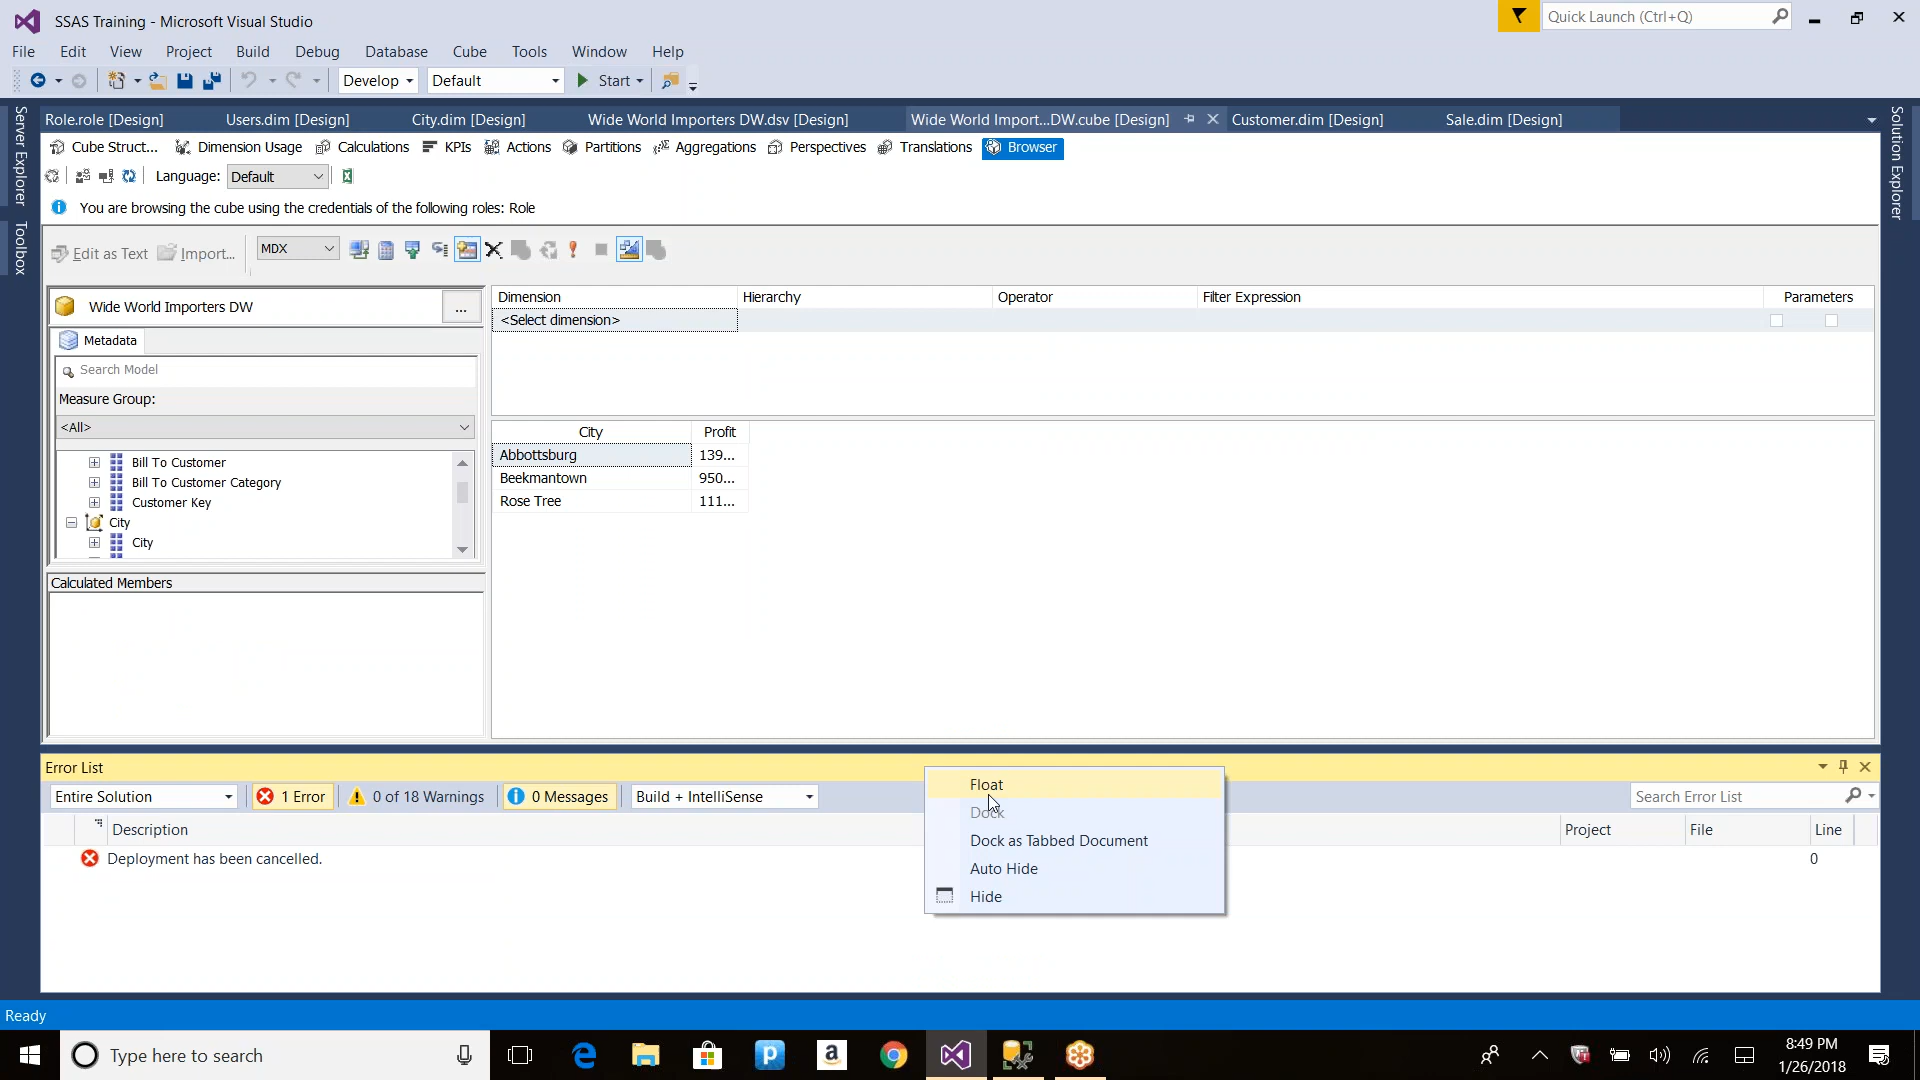 SSAS Training - Microsoft Visual Studio
Quick Launch (Ctrl+Q)
File Edit View Project Build Debug Database Cube Tools Window Help
Develop Default Start
Server Explorer
Toolbox
Solution Explorer
Role.role [Design] Users.dim [Design] City.dim [Design] Wide World Importers DW.dsv [Design] Wide World Import...DW.cube [Design] Customer.dim [Design] Sale.dim [Design]
Cube Struct... Dimension Usage Calculations KPIs Actions Partitions Aggregations Perspectives Translations Browser
Language: Default
You are browsing the cube using the credentials of the following roles: Role
Edit as Text Import... MDX
Wide World Importers DW ...
Metadata
Search Model
Measure Group:
<All>
Bill To Customer
Bill To Customer Category
Customer Key
City
City
Calculated Members
Dimension Hierarchy Operator Filter Expression Parameters
<Select dimension>
City Profit
Abbottsburg 139...
Beekmantown 950...
Rose Tree 111...
Error List
Entire Solution 1 Error 0 of 18 Warnings 0 Messages Build + IntelliSense Search Error List
Description Project File Line
Deployment has been cancelled. 0
Float
Dock
Dock as Tabbed Document
Auto Hide
Hide
Ready
Type here to search
8:49 PM
1/26/2018